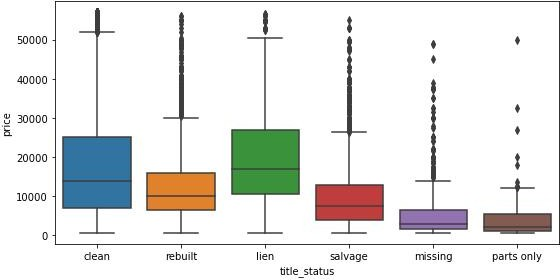 50000
40000
30000
20000
10000
0
price
clean rebuilt lien salvage missing parts only
title_status